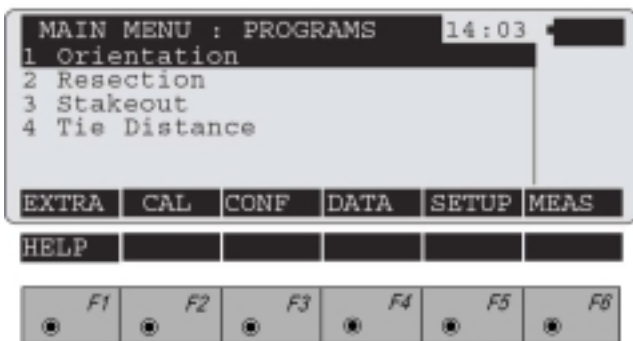 MAIN MENU : PROGRAMS 14:03
1 Orientation
2 Resection
3 Stakeout
4 Tie Distance
EXTRA CAL CONF DATA SETUP MEAS
HELP
F1 F2 F3 F4 F5 F6